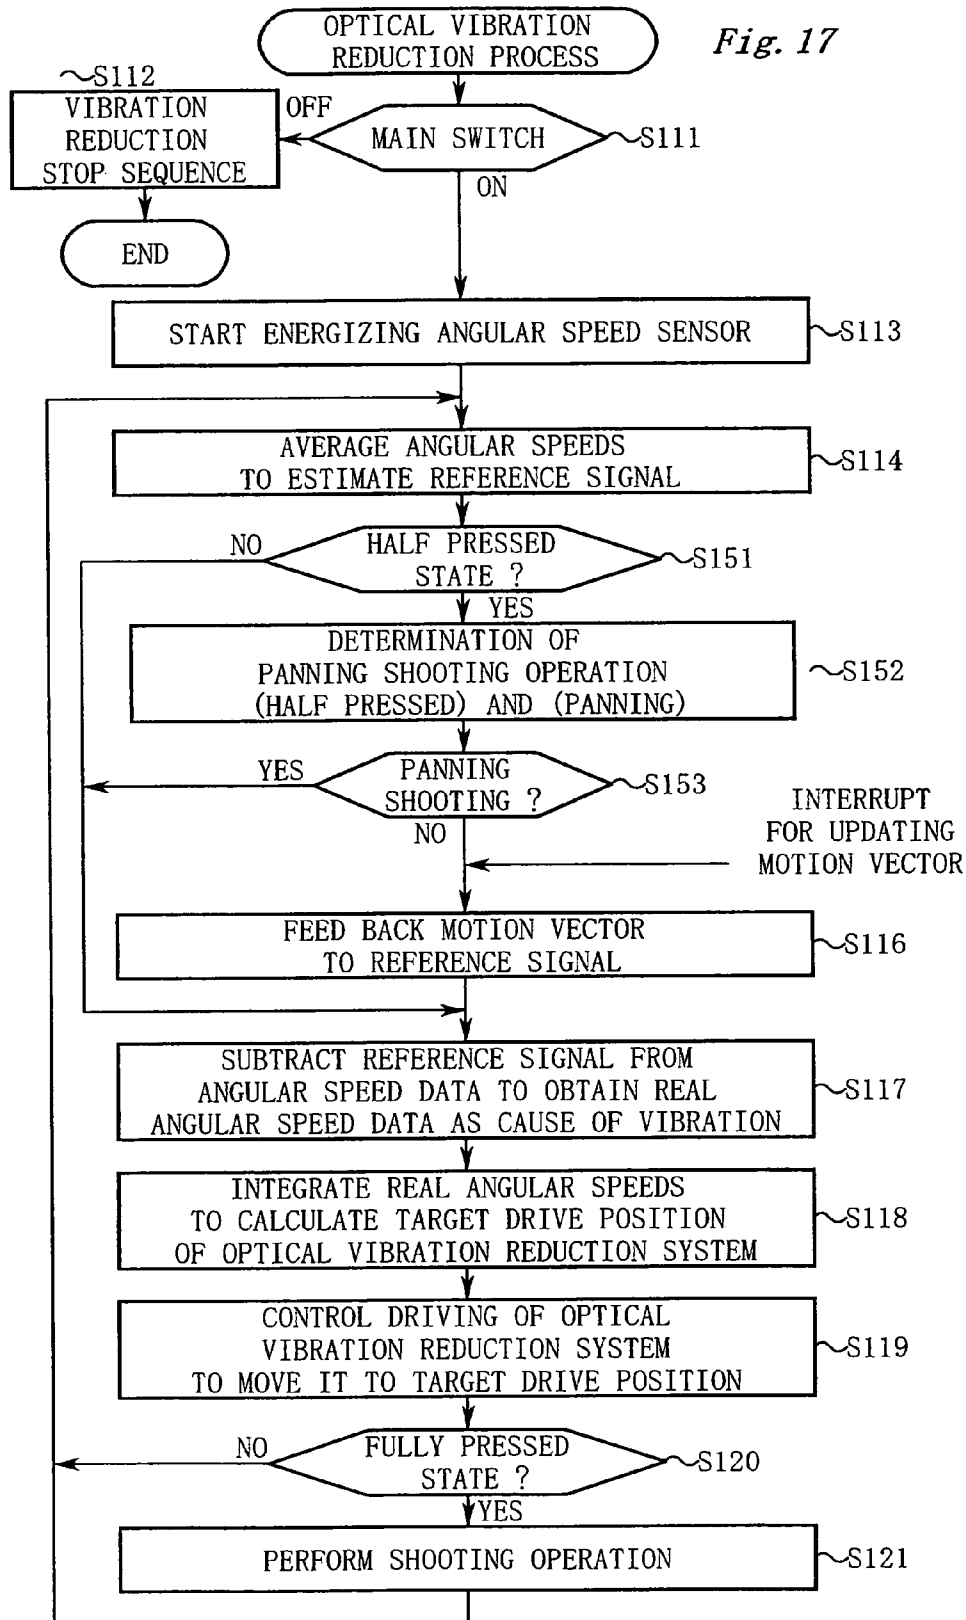 OPTICAL VIBRATION
REDUCTION PROCESS
Fig. 17
S112
VIBRATION
REDUCTION
STOP SEQUENCE
OFF
MAIN SWITCH
S111
ON
END
START ENERGIZING ANGULAR SPEED SENSOR
S113
AVERAGE ANGULAR SPEEDS
TO ESTIMATE REFERENCE SIGNAL
S114
NO
HALF PRESSED
STATE ?
S151
YES
DETERMINATION OF
PANNING SHOOTING OPERATION
(HALF PRESSED) AND (PANNING)
S152
YES
PANNING
SHOOTING ?
S153
NO
INTERRUPT
FOR UPDATING
MOTION VECTOR
FEED BACK MOTION VECTOR
TO REFERENCE SIGNAL
S116
SUBTRACT REFERENCE SIGNAL FROM
ANGULAR SPEED DATA TO OBTAIN REAL
ANGULAR SPEED DATA AS CAUSE OF VIBRATION
S117
INTEGRATE REAL ANGULAR SPEEDS
TO CALCULATE TARGET DRIVE POSITION
OF OPTICAL VIBRATION REDUCTION SYSTEM
S118
CONTROL DRIVING OF OPTICAL
VIBRATION REDUCTION SYSTEM
TO MOVE IT TO TARGET DRIVE POSITION
S119
NO
FULLY PRESSED
STATE ?
S120
YES
PERFORM SHOOTING OPERATION
S121